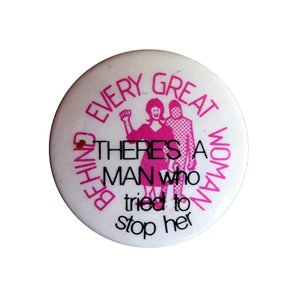 BEHIND EVERY GREAT WOMAN
THERE'S A
MAN who
tried to
stop her